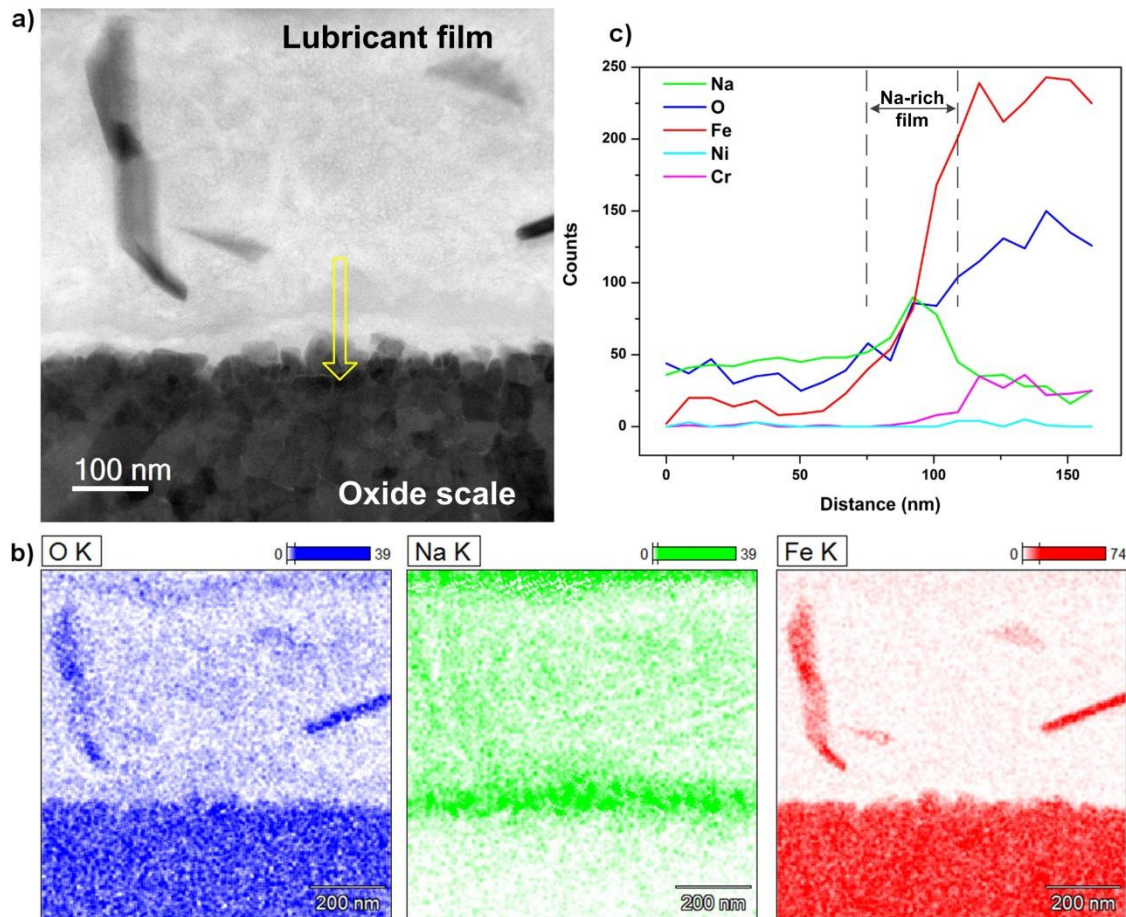 a)
Lubricant film
100 nm
Oxide scale
c)
Na
O
Fe
Ni
Cr
Na-rich
film
250
200
150
100
50
0
Counts
0
50
100
150
Distance (nm)
b)
O K
0
39
200 nm
Na K
0
39
200 nm
Fe K
0
74
200 nm